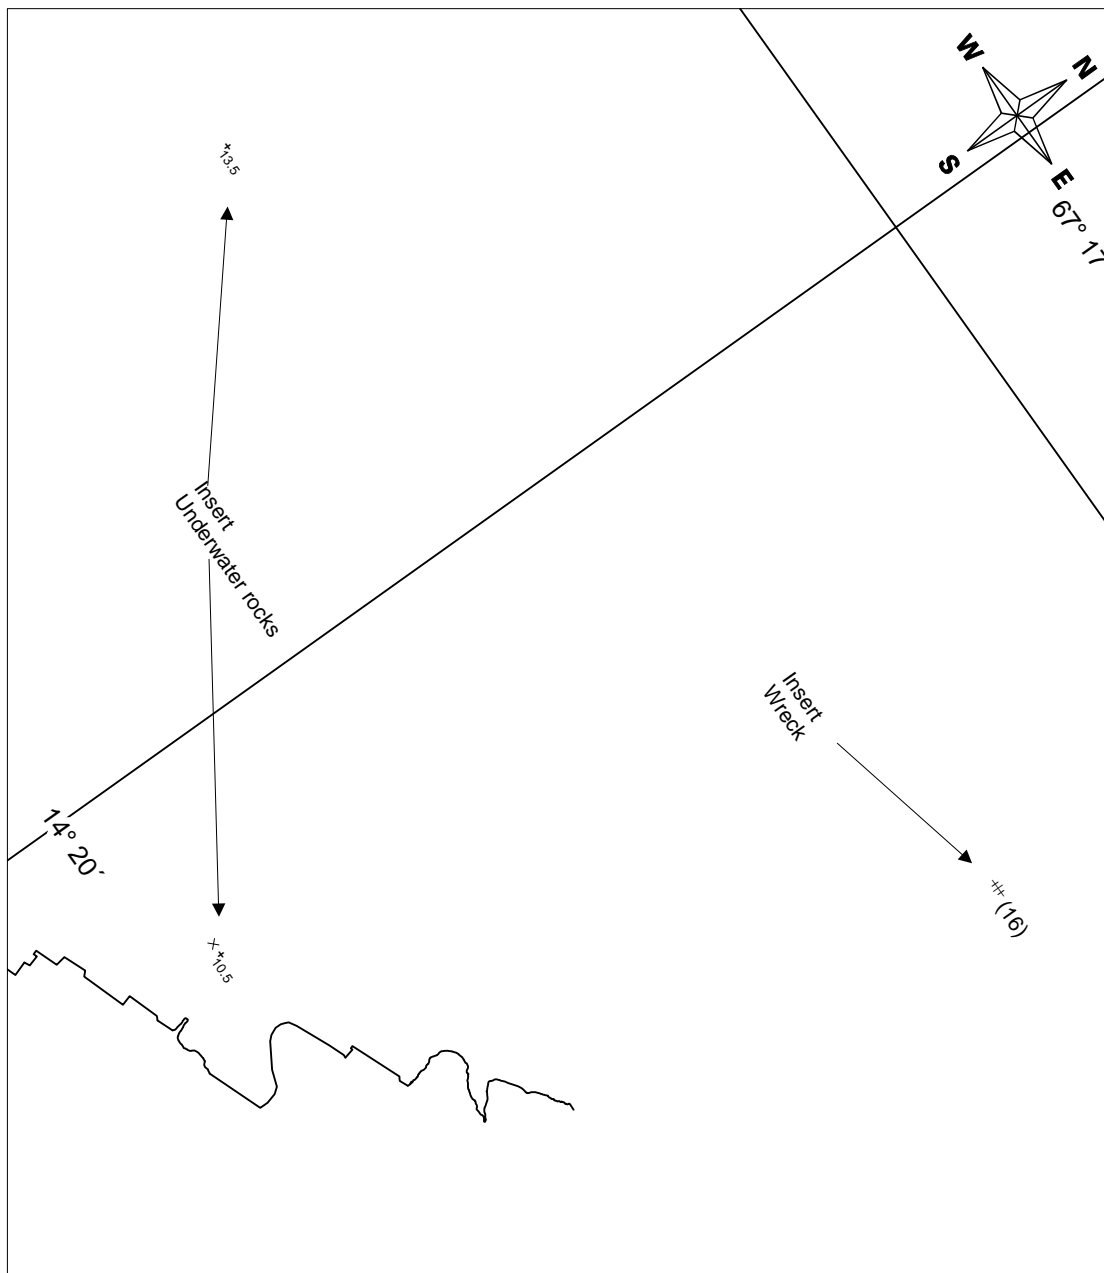 W
N
S
E
67° 17
+13.5
Insert
Underwater rocks
Insert
Wreck
14° 20´
+10.5
(16)